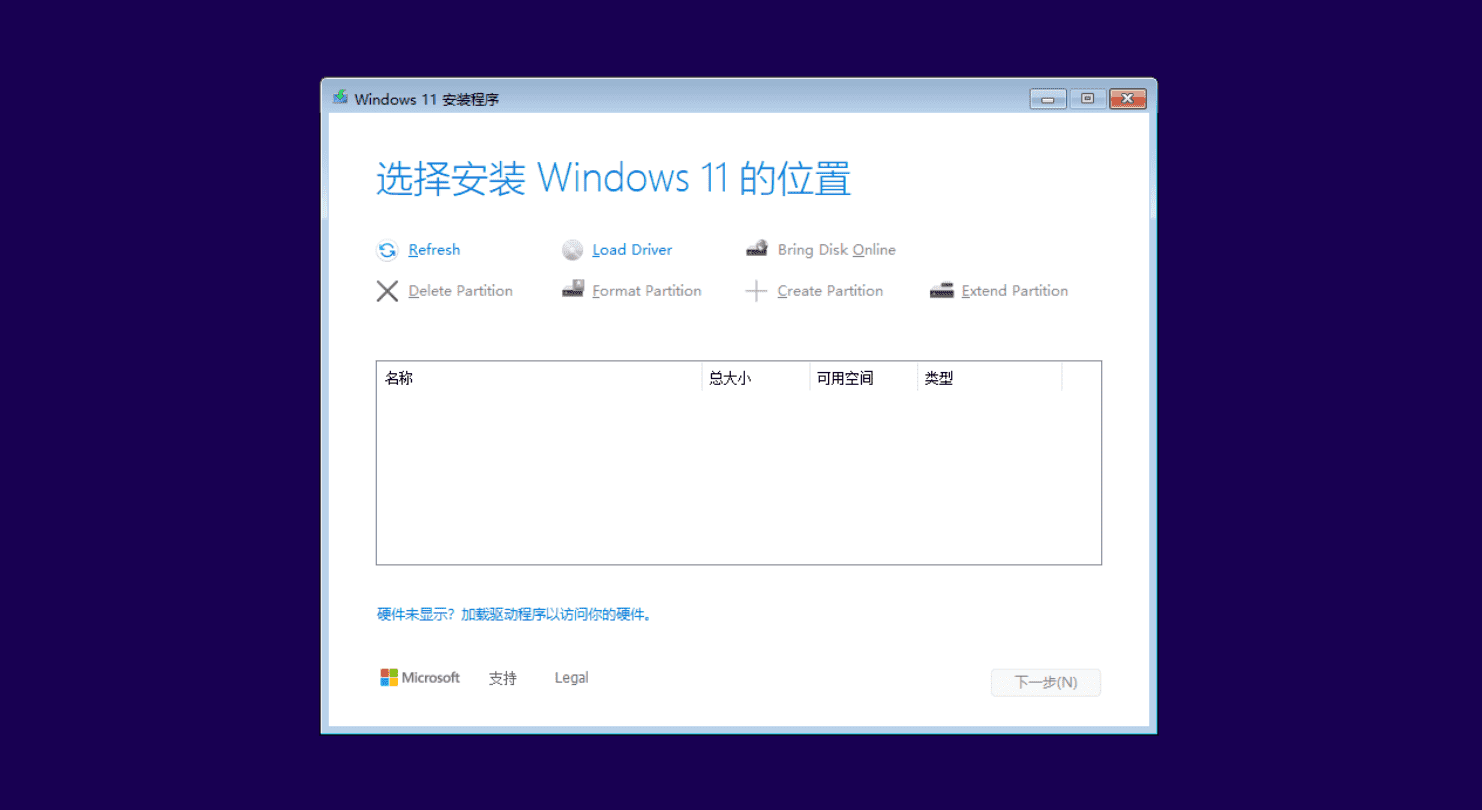 Windows 11 安装程序
选择安装 Windows 11 的位置
Refresh Load Driver Bring Disk Online
Delete Partition Format Partition Create Partition Extend Partition
名称 总大小 可用空间 类型
硬件未显示？加载驱动程序以访问你的硬件。
Microsoft 支持 Legal 下一步(N)